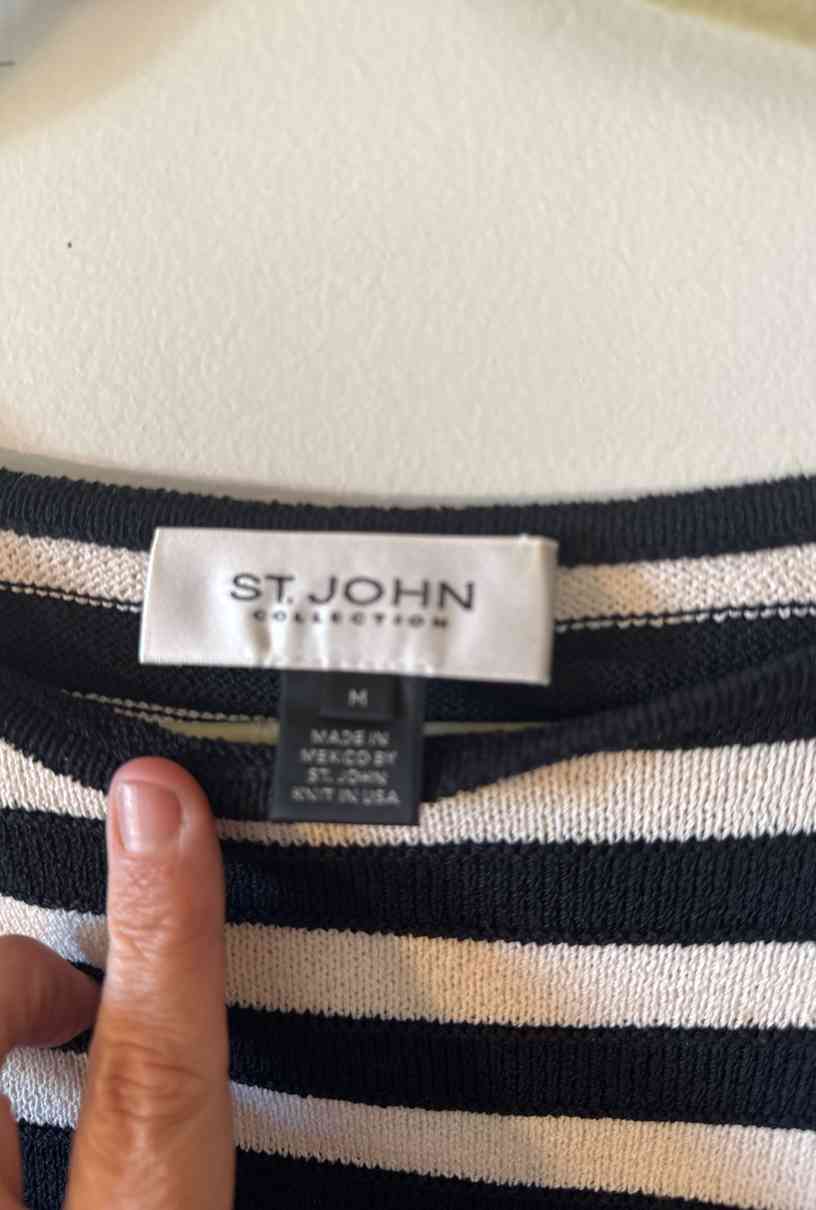 ST. JOHN
COLLECTION
M
MADE IN
MEXICO BY
ST. JOHN
KNIT IN USA